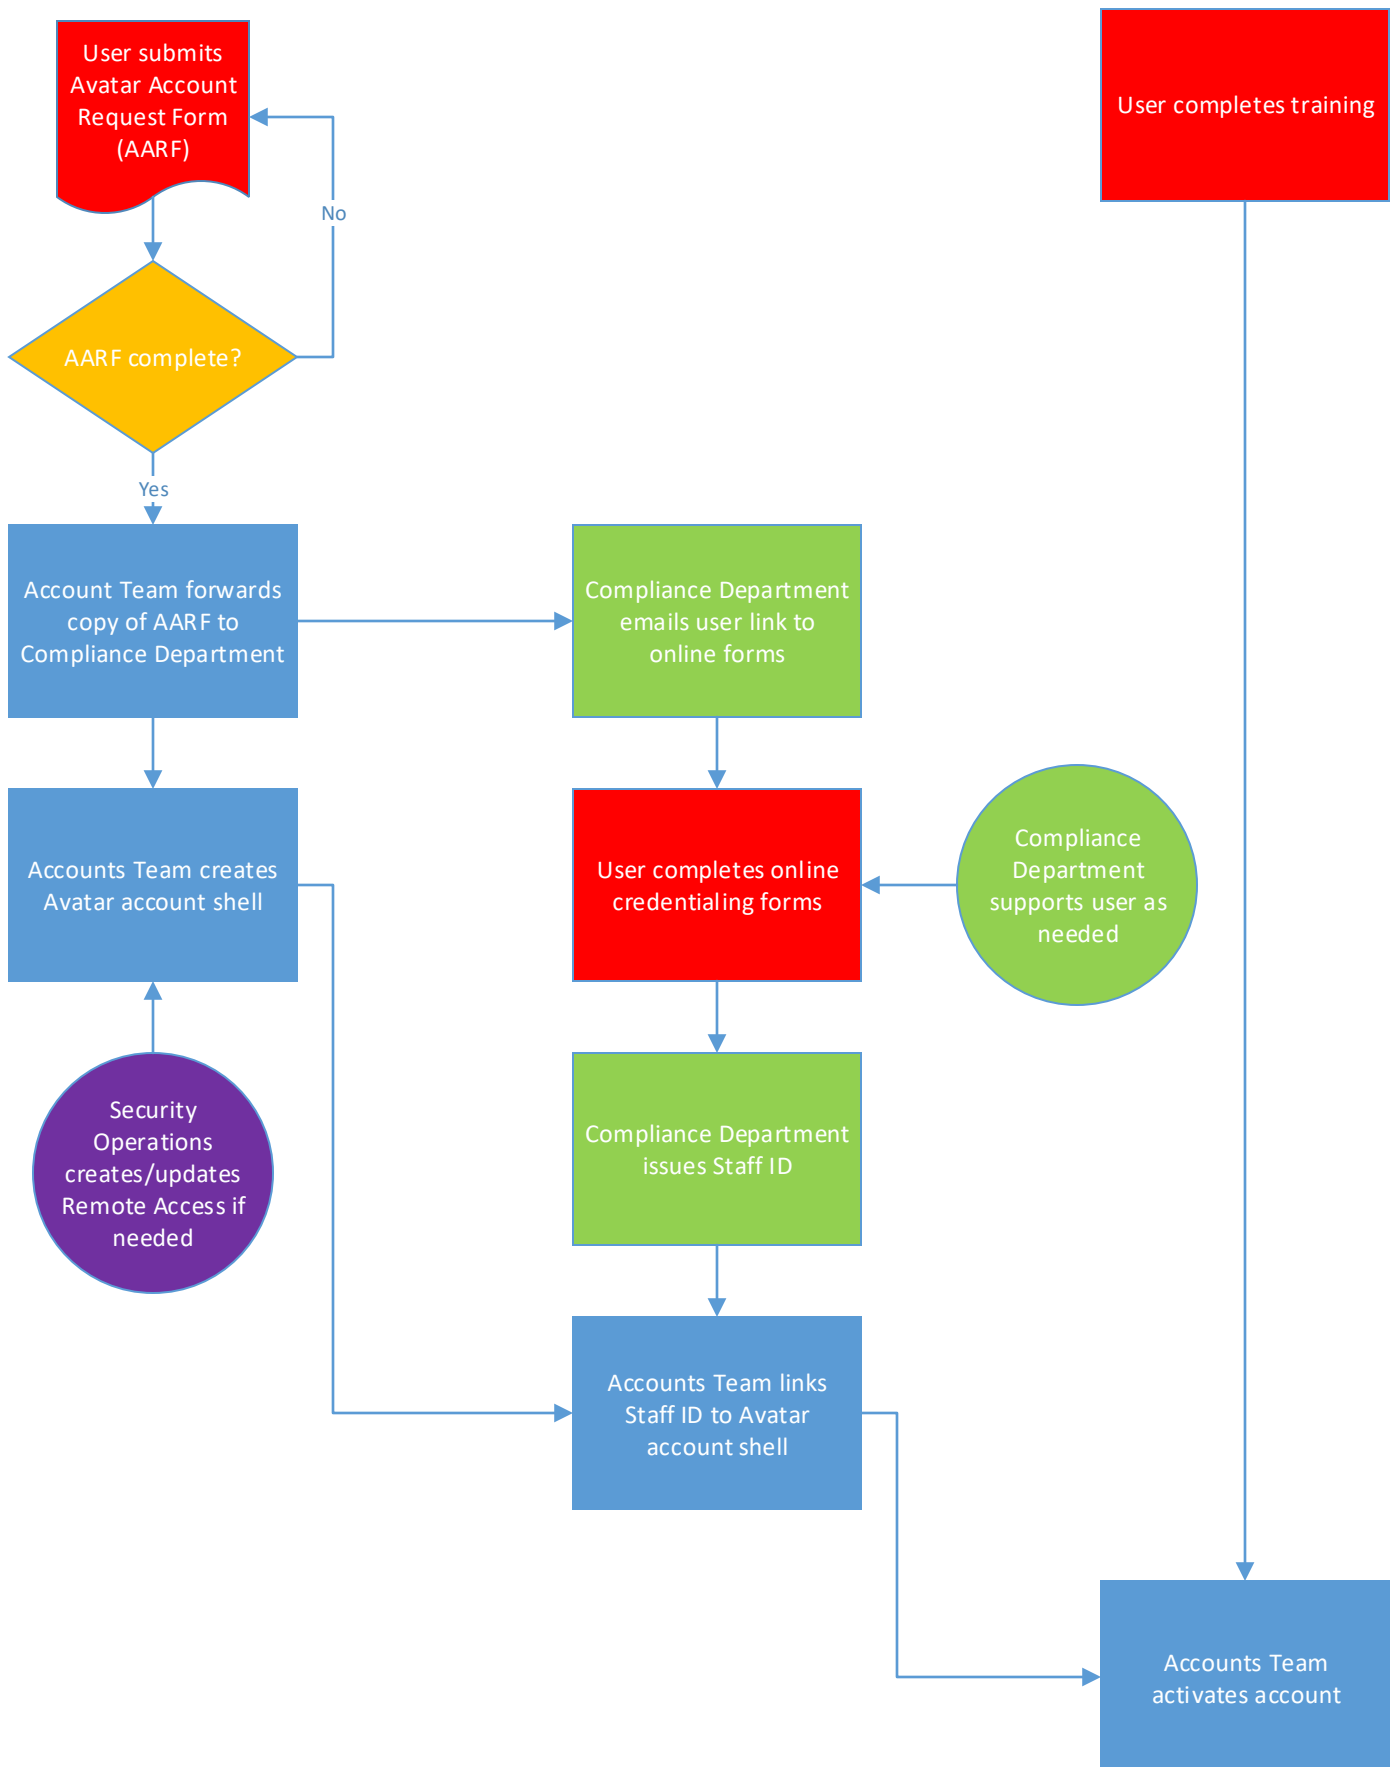 User submits
Avatar Account
Request Form
(AARF)
User completes training
No
AARF complete?
Yes
Account Team forwards
copy of AARF to
Compliance Department
Compliance Department
emails user link to
online forms
Accounts Team creates
Avatar account shell
User completes online
credentialing forms
Compliance
Department
supports user as
needed
Security
Operations
creates/updates
Remote Access if
needed
Compliance Department
issues Staff ID
Accounts Team links
Staff ID to Avatar
account shell
Accounts Team
activates account